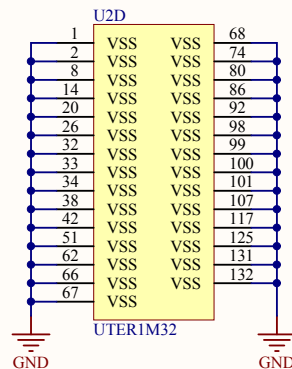 U2D
1 VSS VSS 68
2 VSS VSS 74
8 VSS VSS 80
14 VSS VSS 86
20 VSS VSS 92
26 VSS VSS 98
32 VSS VSS 99
33 VSS VSS 100
34 VSS VSS 101
38 VSS VSS 107
42 VSS VSS 117
51 VSS VSS 125
62 VSS VSS 131
66 VSS VSS 132
67 VSS
UTER1M32
GND GND